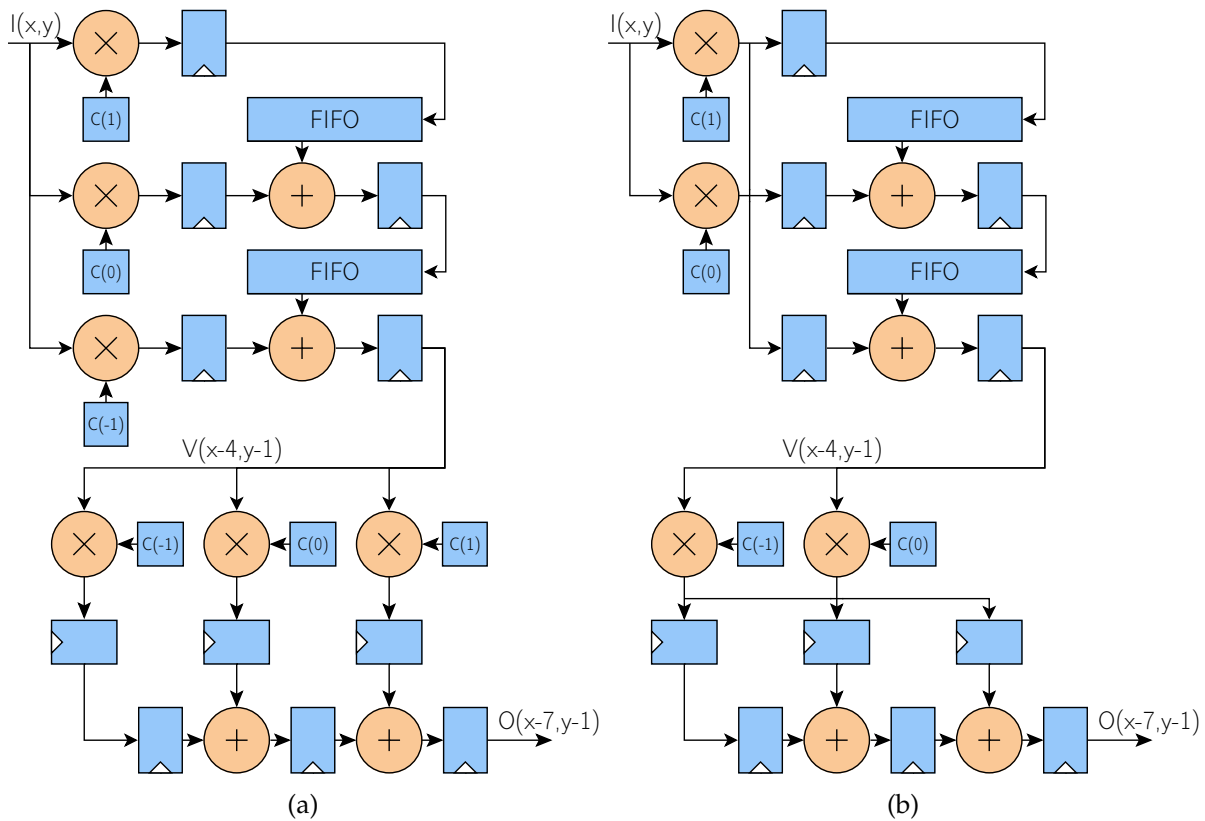 I(x,y)
C(1)
FIFO
C(0)
FIFO
C(-1)
V(x-4,y-1)
C(-1)
C(0)
C(1)
O(x-7,y-1)
(a)
I(x,y)
C(1)
FIFO
C(0)
FIFO
V(x-4,y-1)
C(-1)
C(0)
O(x-7,y-1)
(b)